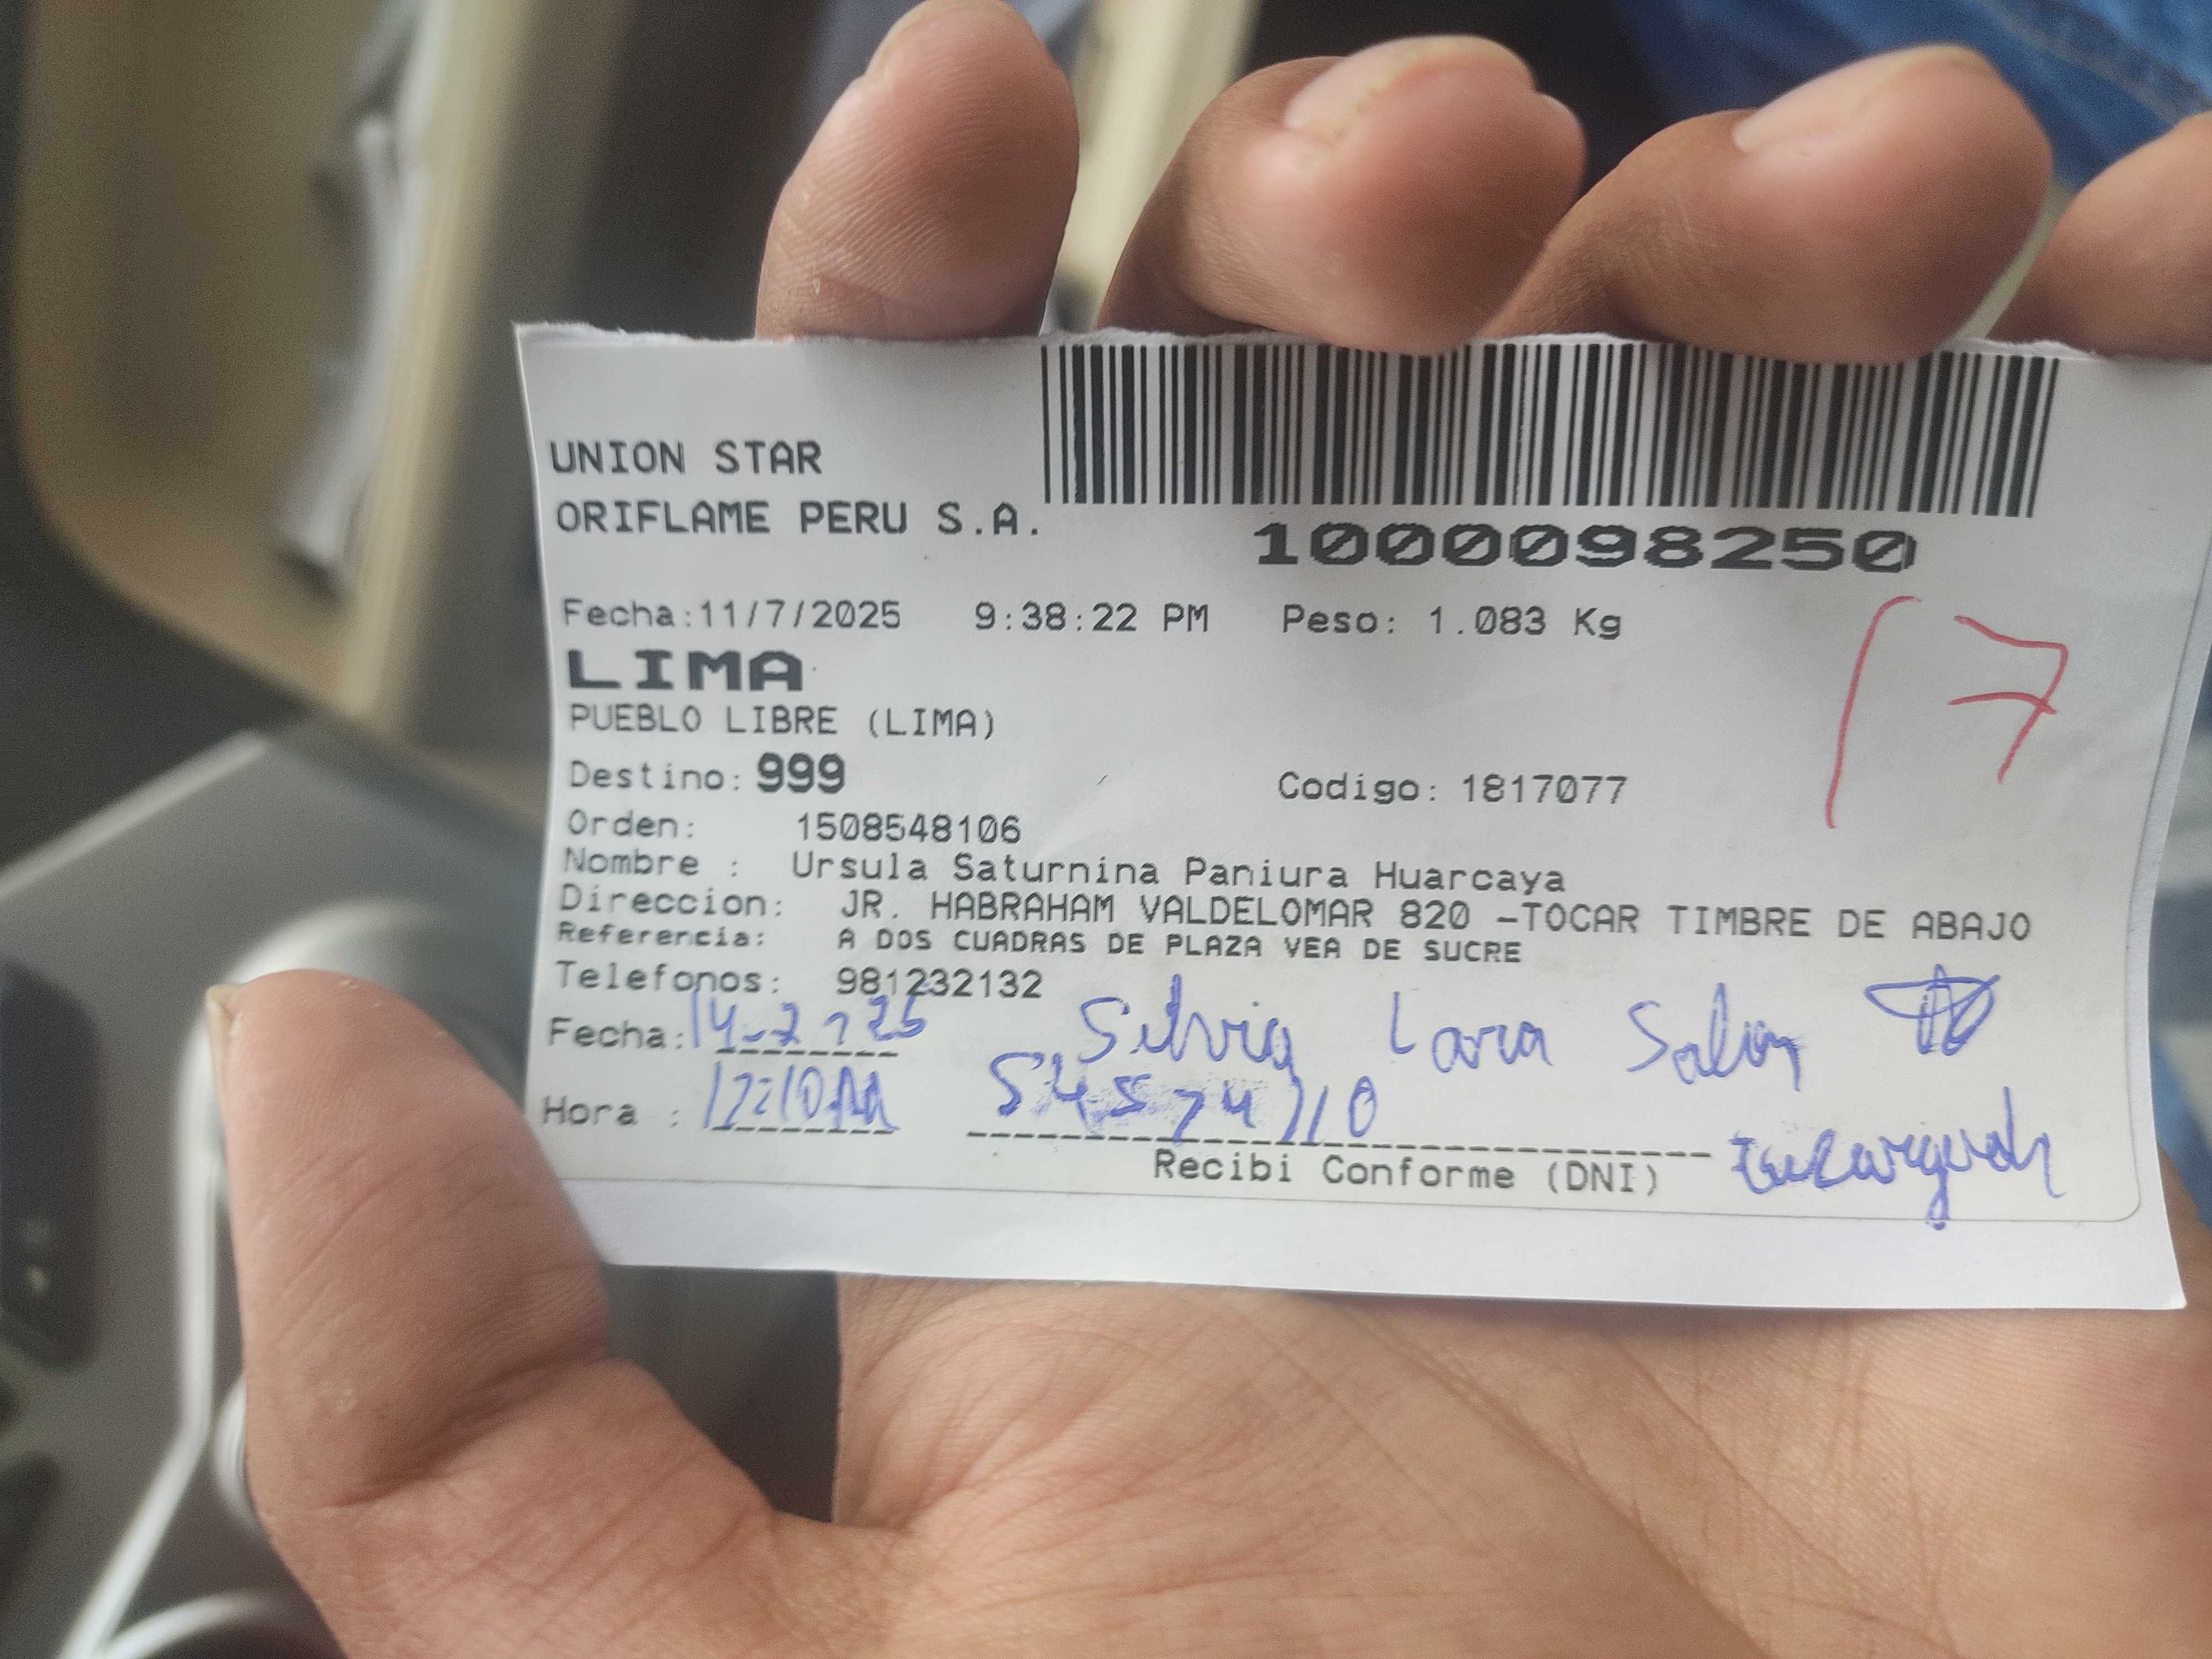 UNION STAR
ORIFLAME PERU S.A.
1000098250
Fecha:11/7/2025 9:38:22 PM Peso: 1.083 Kg
17
LIMA
PUEBLO LIBRE (LIMA)
Destino: 999 Codigo: 1817077
Orden: 1508548106
Nombre : Ursula Saturnina Paniura Huarcaya
Direccion: JR. HABRAHAM VALDELOMAR 820 -TOCAR TIMBRE DE ABAJO
Referencia: A DOS CUADRAS DE PLAZA VEA DE SUCRE
Telefonos: 981232132
Fecha: Silvia Lara
Hora :
Recibi Conforme (DNI)